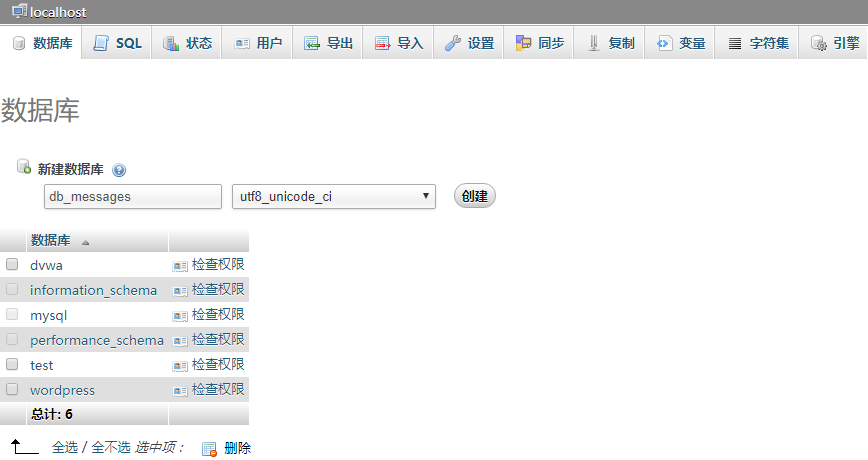 localhost
数据库 SQL 状态 用户 导出 导入 设置 同步 复制 变量 字符集 引擎
数据库
新建数据库
db_messages utf8_unicode_ci 创建
数据库
dvwa 检查权限
information_schema 检查权限
mysql 检查权限
performance_schema 检查权限
test 检查权限
wordpress 检查权限
总计: 6
全选 / 全不选 选中项： 删除